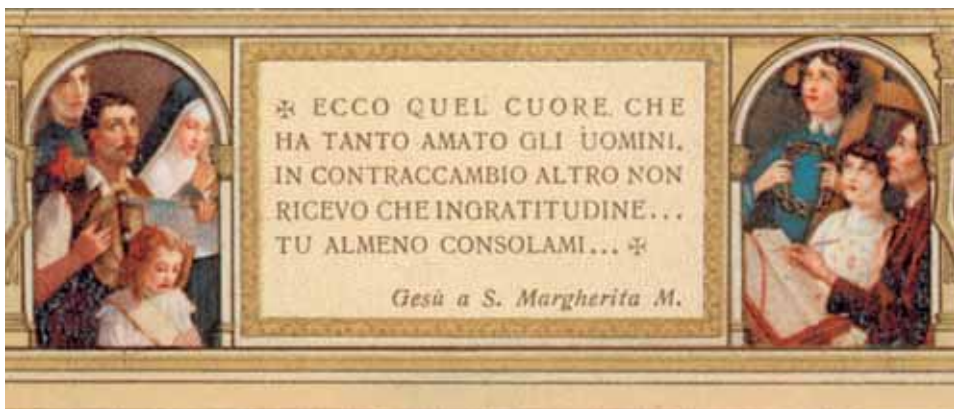 ✠ ECCO QUEL CUORE CHE
HA TANTO AMATO GLI UOMINI.
IN CONTRACCAMBIO ALTRO NON
RICEVO CHE INGRATITUDINE...
TU ALMENO CONSOLAMI... ✠
Gesù a S. Margherita M.